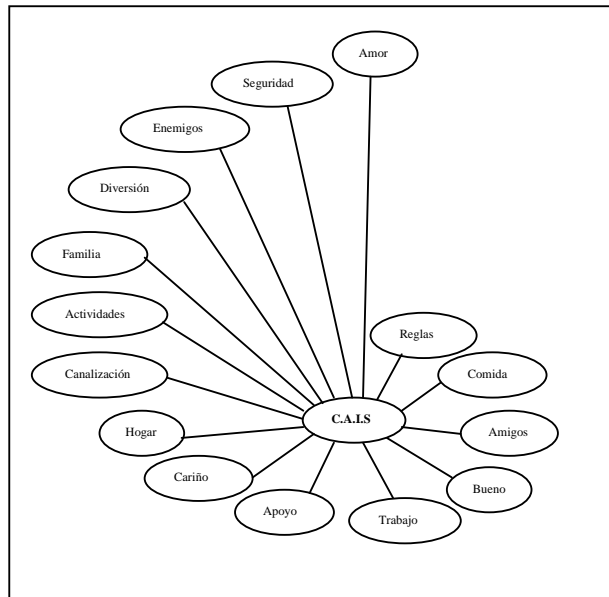 Amor
Seguridad
Enemigos
Diversión
Familia
Actividades
Reglas
Canalización
Comida
C.A.I.S
Hogar
Amigos
Cariño
Bueno
Apoyo
Trabajo